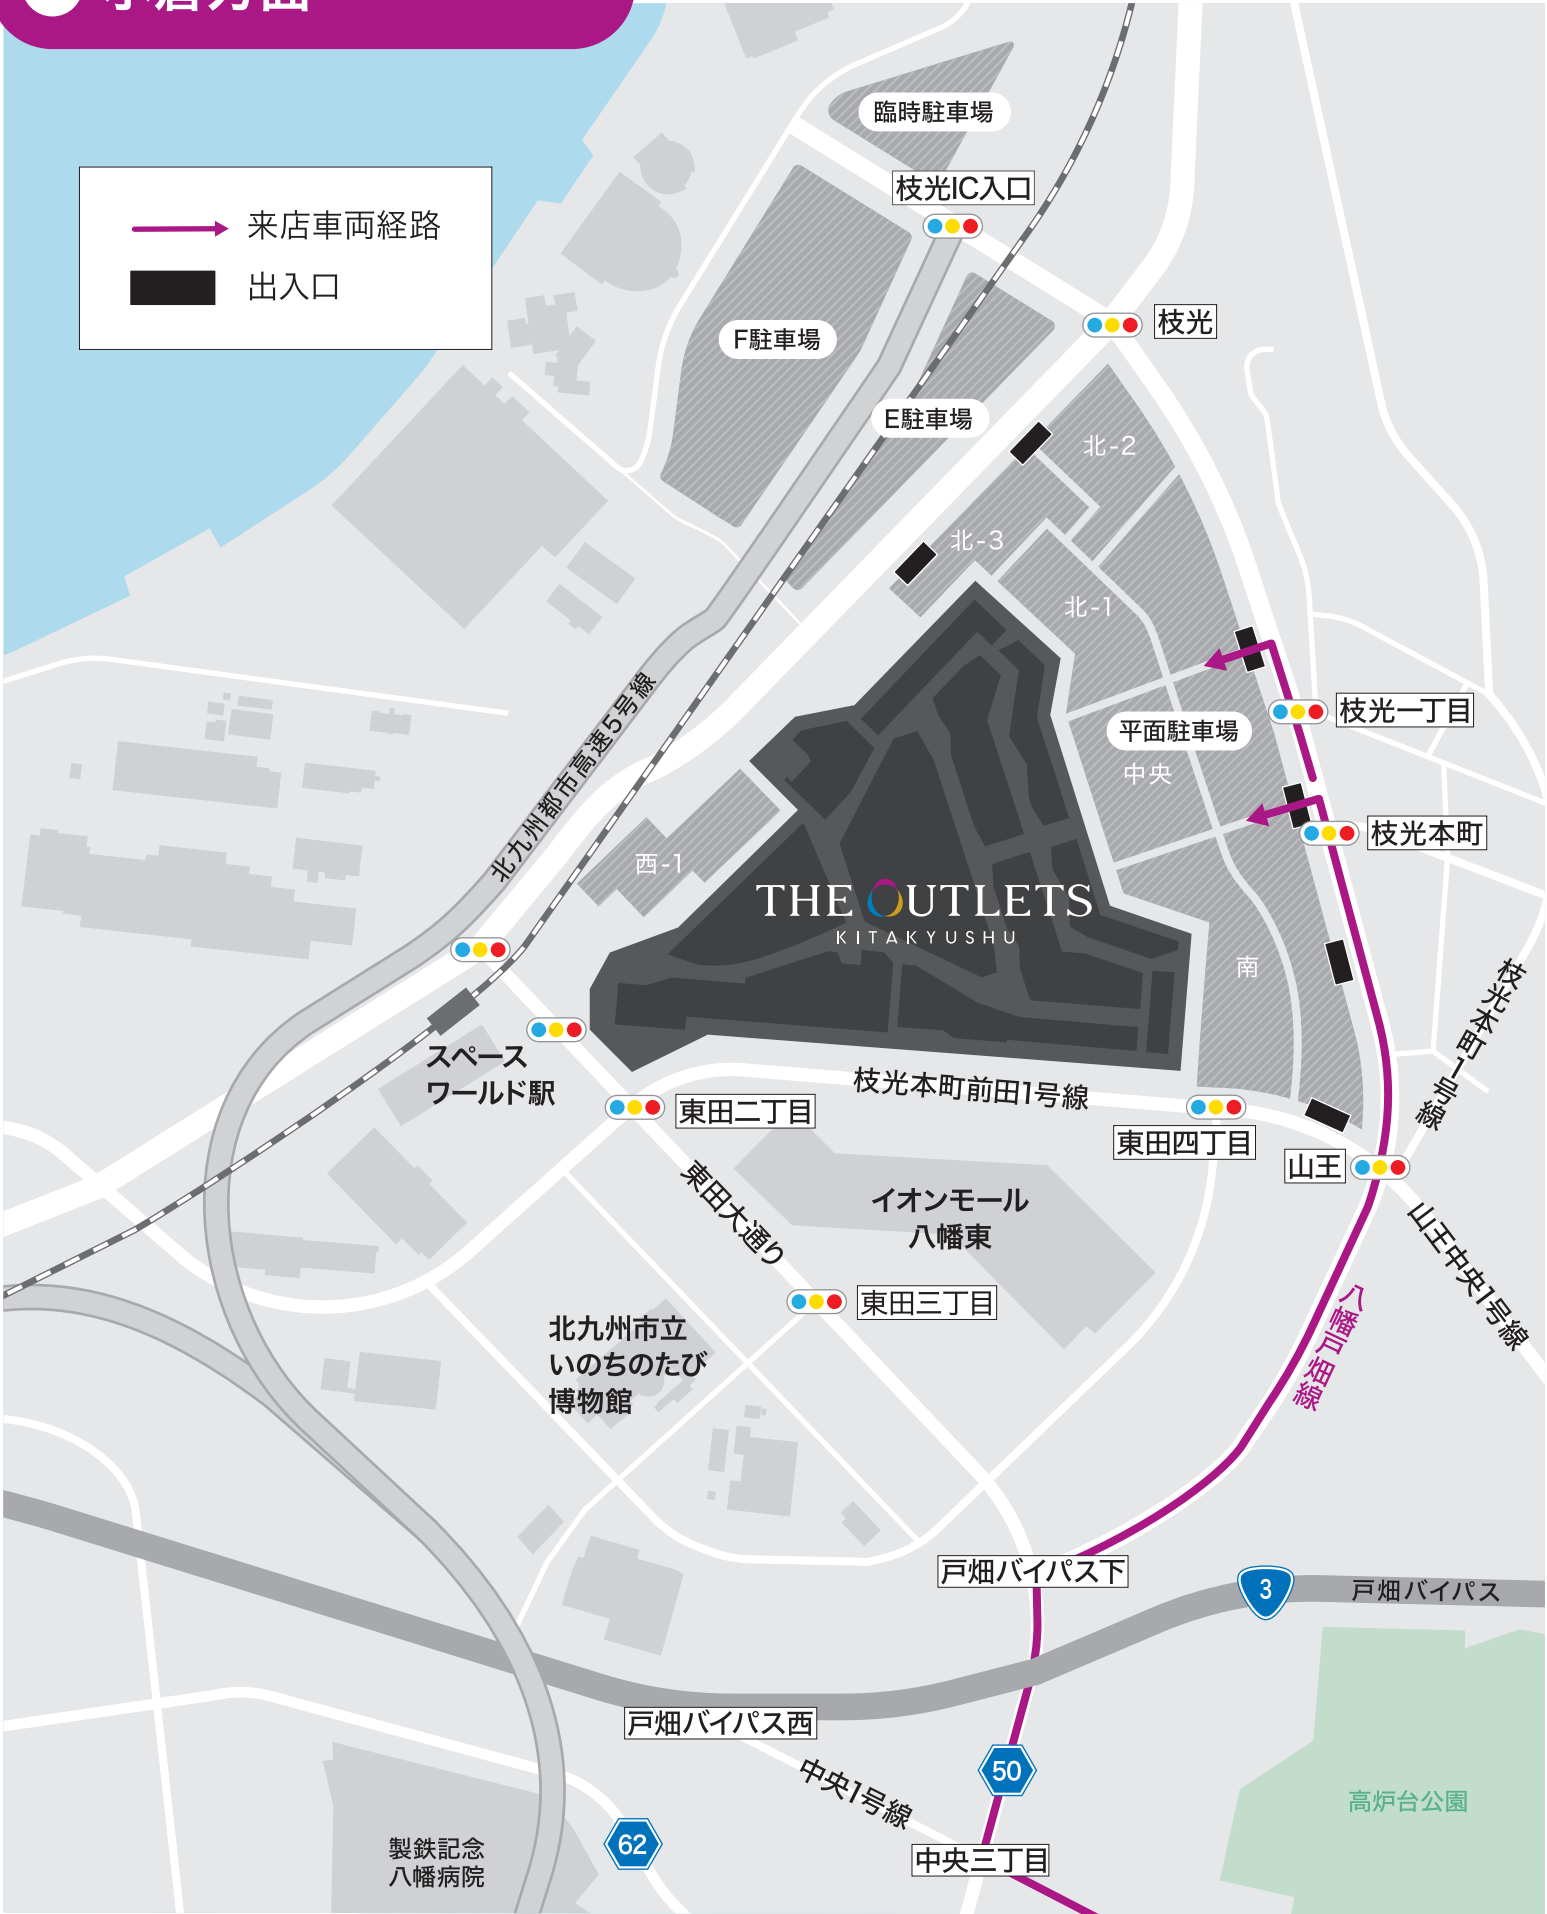 小倉方面
来店車両経路
出入口
臨時駐車場
枝光IC入口
枝光
F駐車場
E駐車場
北-2
北-3
北-1
北九州都市高速5号線
枝光一丁目
平面駐車場
中央
枝光本町
西-1
THE OUTLETS
KITAKYUSHU
南
枝光本町1号線
スペース
ワールド駅
枝光本町前田1号線
東田二丁目
東田四丁目
山王
東田大通り
イオンモール
八幡東
山王中央1号線
東田三丁目
八幡戸畑線
北九州市立
いのちのたび
博物館
戸畑バイパス下
3
戸畑バイパス
戸畑バイパス西
50
中央1号線
高炉台公園
62
製鉄記念
八幡病院
中央三丁目